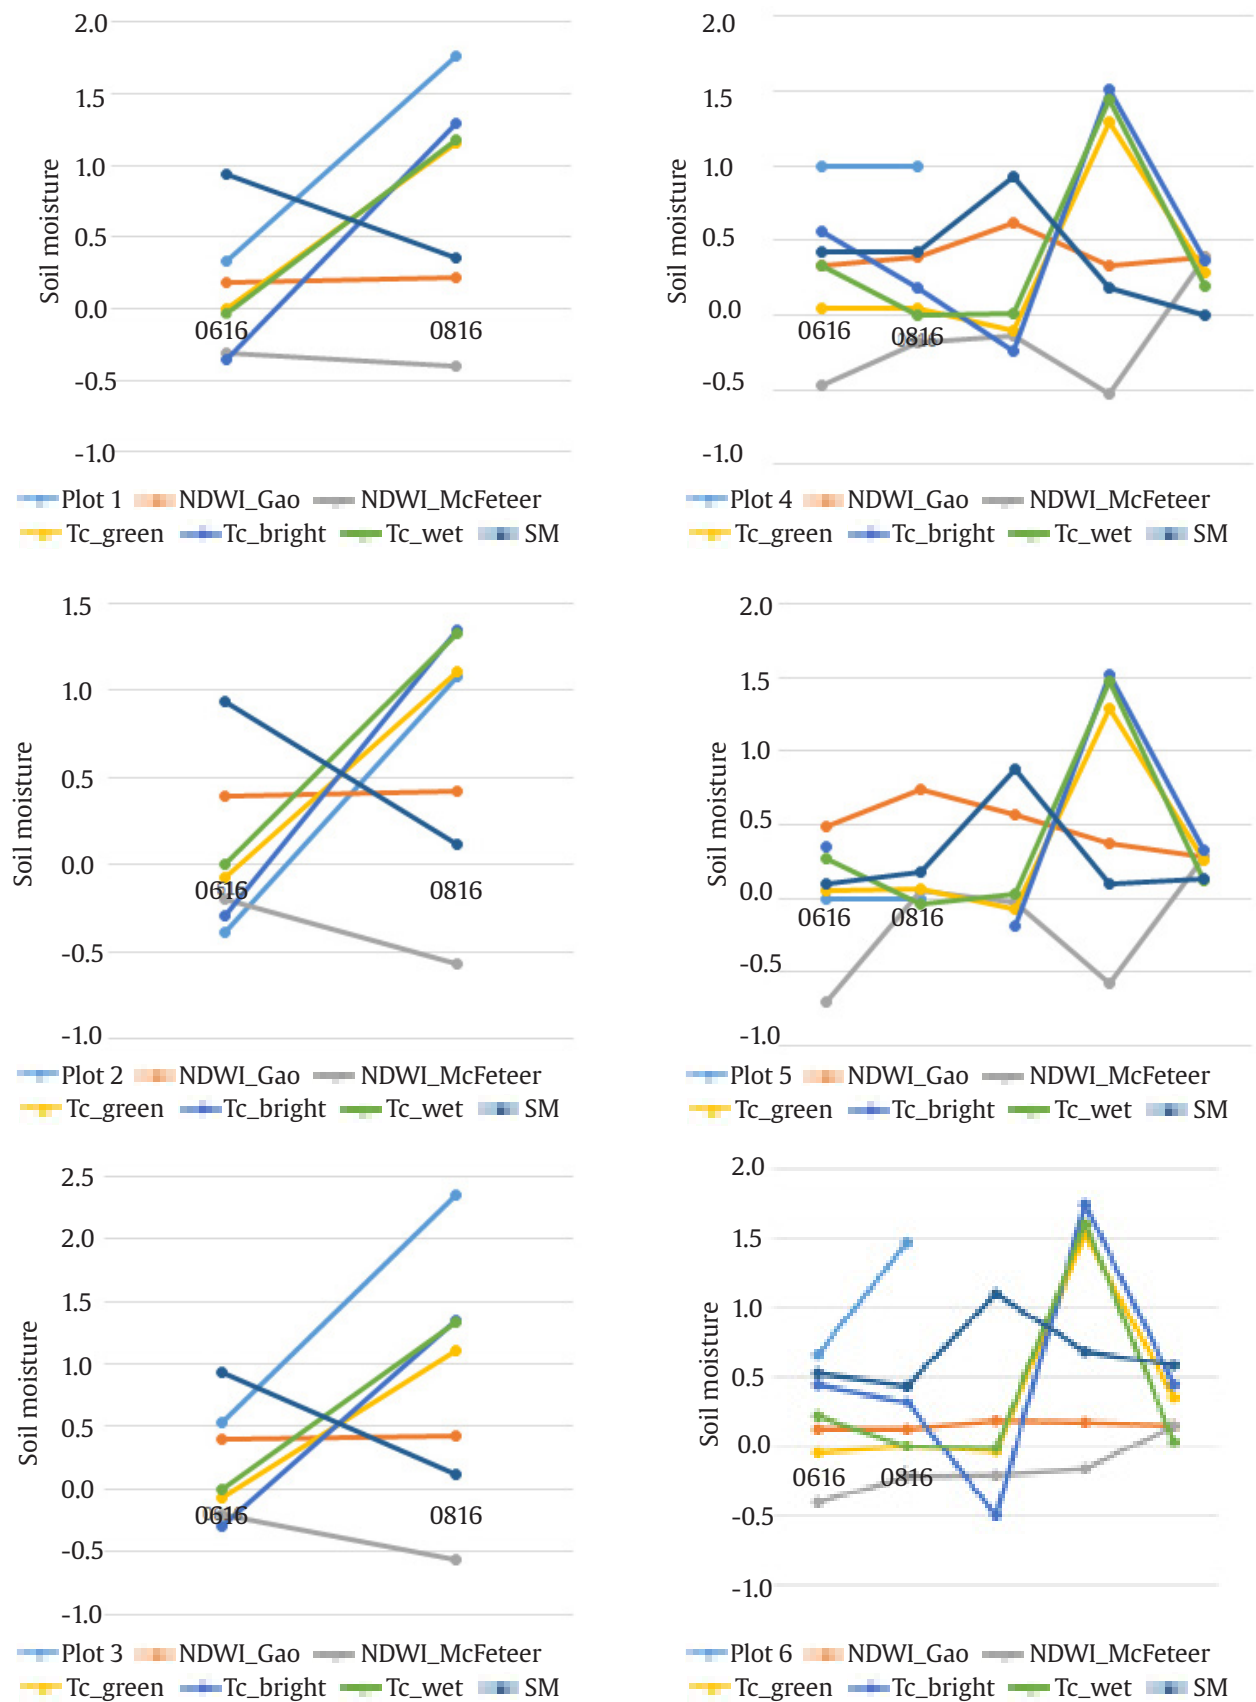 2.0
1.5
1.0
0.5
0.0
-0.5
-1.0
Soil moisture
0616 0816
Plot 1 NDWI_Gao NDWI_McFeteer
Tc_green Tc_bright Tc_wet SM
2.0
1.5
1.0
0.5
0.0
-0.5
-1.0
Soil moisture
0616 0816
Plot 4 NDWI_Gao NDWI_McFeteer
Tc_green Tc_bright Tc_wet SM
1.5
1.0
0.5
0.0
-0.5
-1.0
Soil moisture
0616 0816
Plot 2 NDWI_Gao NDWI_McFeteer
Tc_green Tc_bright Tc_wet SM
2.0
1.5
1.0
0.5
0.0
-0.5
-1.0
Soil moisture
0616 0816
Plot 5 NDWI_Gao NDWI_McFeteer
Tc_green Tc_bright Tc_wet SM
2.5
2.0
1.5
1.0
0.5
0.0
-0.5
-1.0
Soil moisture
0616 0816
Plot 3 NDWI_Gao NDWI_McFeteer
Tc_green Tc_bright Tc_wet SM
2.0
1.5
1.0
0.5
0.0
-0.5
-1.0
Soil moisture
0616 0816
Plot 6 NDWI_Gao NDWI_McFeteer
Tc_green Tc_bright Tc_wet SM